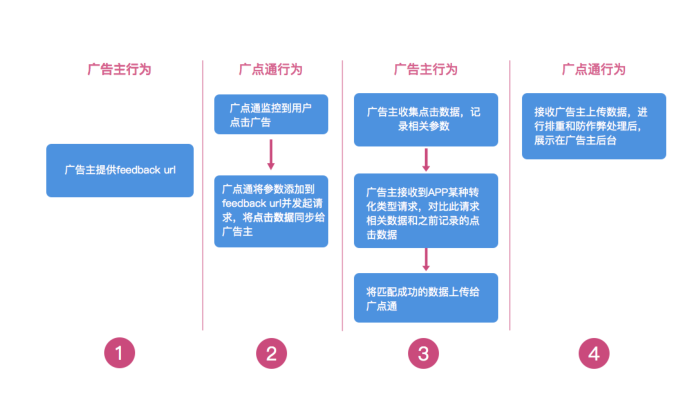 广告主行为
广告主提供feedback url
1
广点通行为
广点通监控到用户
点击广告
广点通将参数添加到
feedback url并发起请
求，将点击数据同步给
广告主
2
广告主行为
广告主收集点击数据，记
录相关参数
广告主接收到APP某种转
化类型请求，对比此请求
相关数据和之前记录的点
击数据
将匹配成功的数据上传给
广点通
3
广点通行为
接收广告主上传数据，进
行排重和防作弊处理后，
展示在广告主后台
4